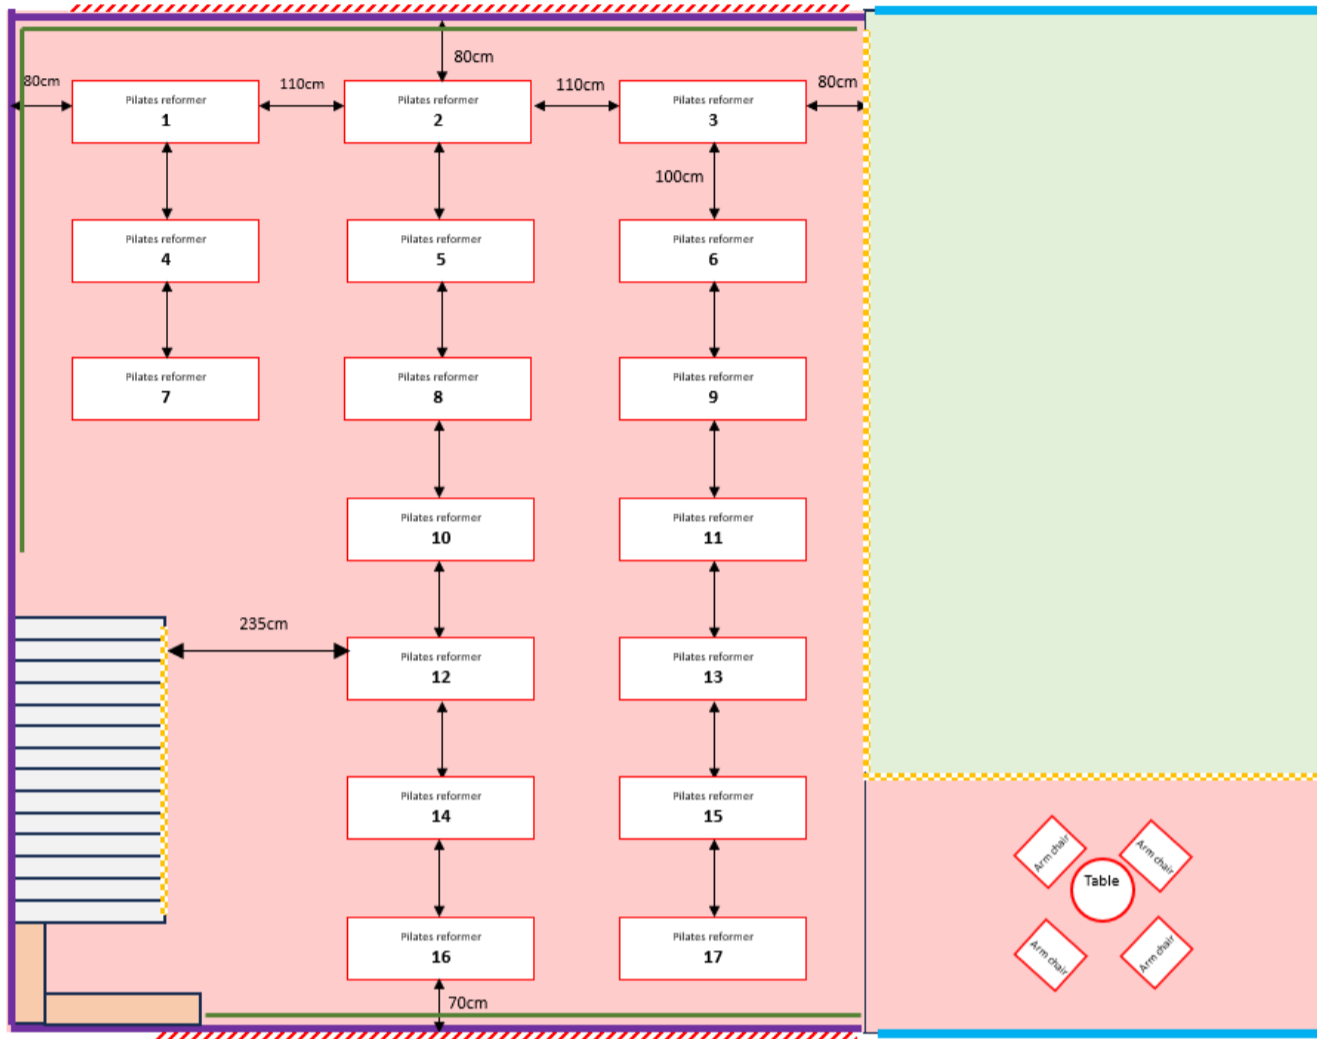 80cm
80cm
110cm
110cm
80cm
Pilates reformer
1
Pilates reformer
2
Pilates reformer
3
100cm
Pilates reformer
4
Pilates reformer
5
Pilates reformer
6
Pilates reformer
7
Pilates reformer
8
Pilates reformer
9
Pilates reformer
10
Pilates reformer
11
235cm
Pilates reformer
12
Pilates reformer
13
Pilates reformer
14
Pilates reformer
15
Arm chair
Arm chair
Table
Pilates reformer
16
Pilates reformer
17
Arm chair
Arm chair
70cm